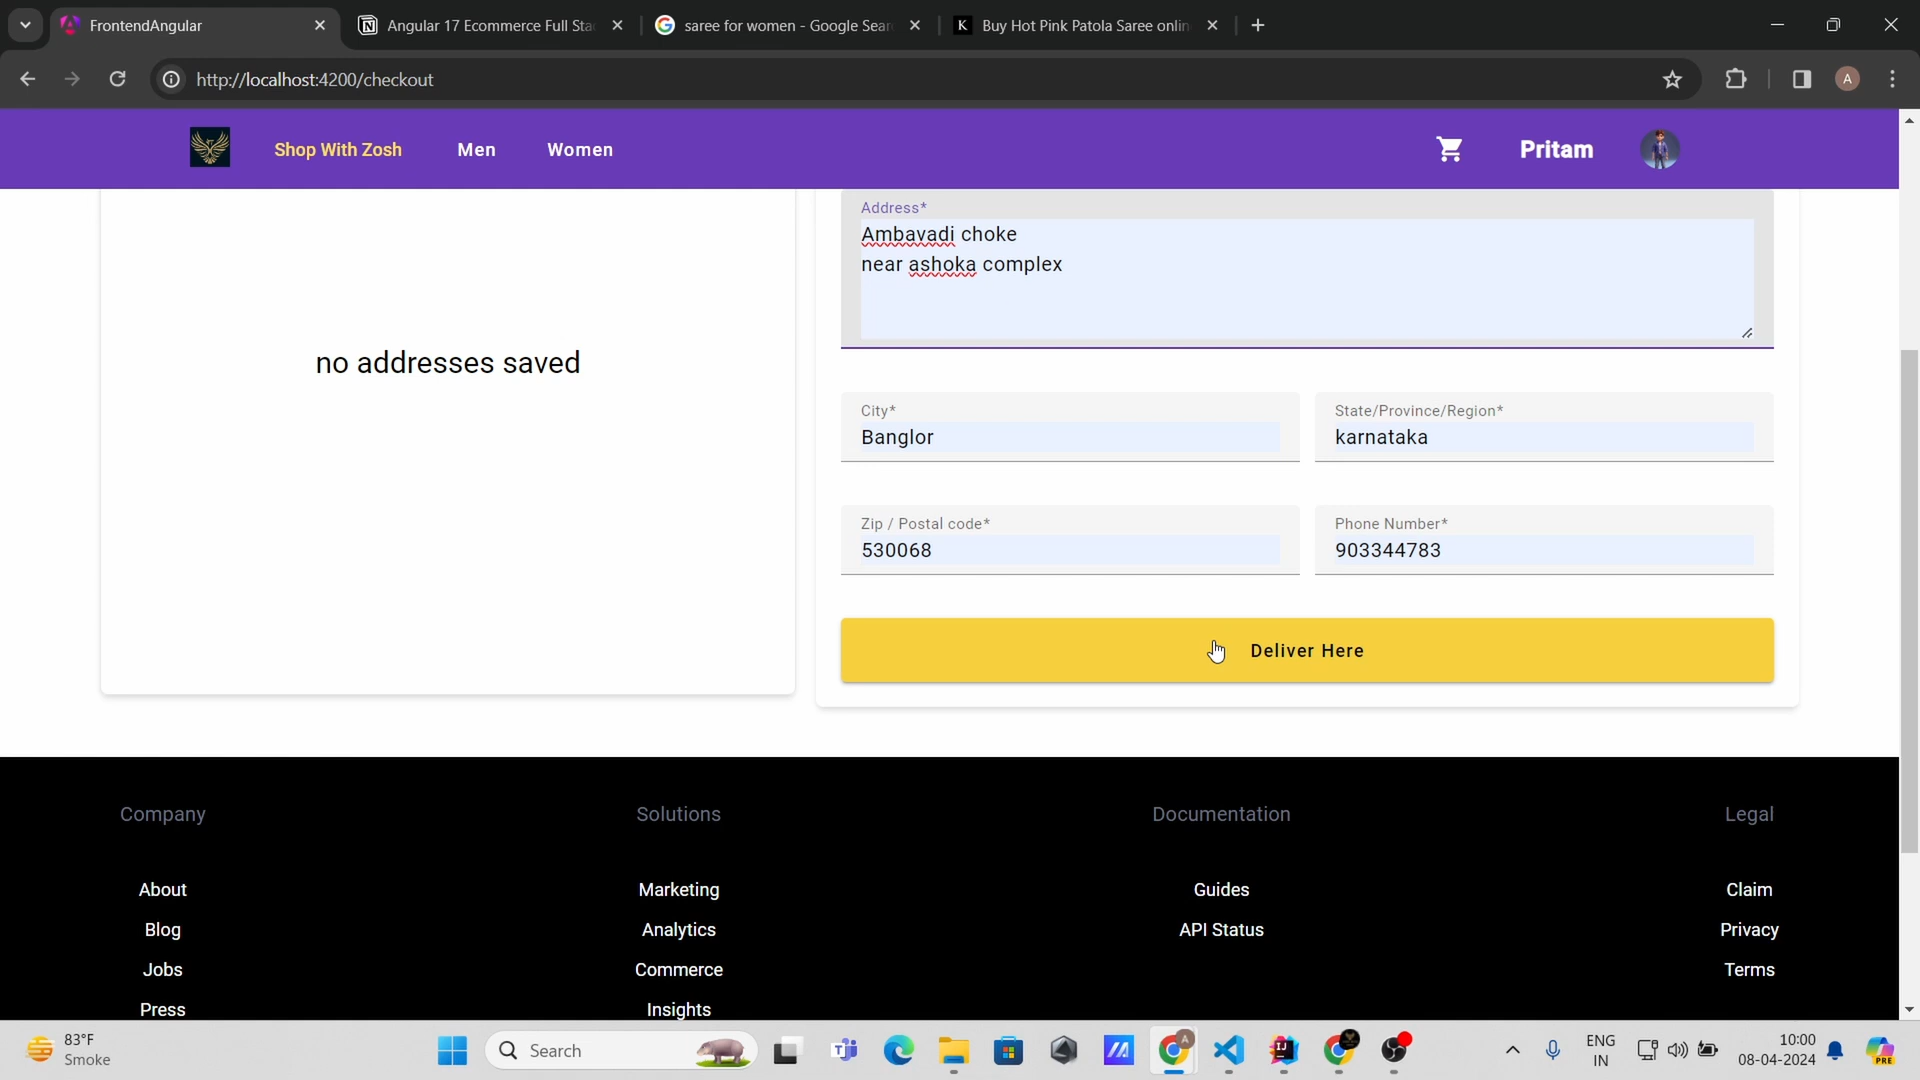 FrontendAngular
Angular 17 Ecommerce Full Sta
saree for women - Google Sear
K
Buy Hot Pink Patola Saree onlin
http://localhost:4200/checkout
A
Shop With Zosh
Men
Women
Pritam
Address*
Ambavadi choke
near ashoka complex
no addresses saved
City*
Banglor
State/Province/Region*
karnataka
Zip / Postal code*
530068
Phone Number*
903344783
Deliver Here
Company
Solutions
Documentation
Legal
About
Marketing
Guides
Claim
Blog
Analytics
API Status
Privacy
Jobs
Commerce
Terms
Press
Insights
83°F
Smoke
Search
A
ENG
IN
10:00
08-04-2024
PRE